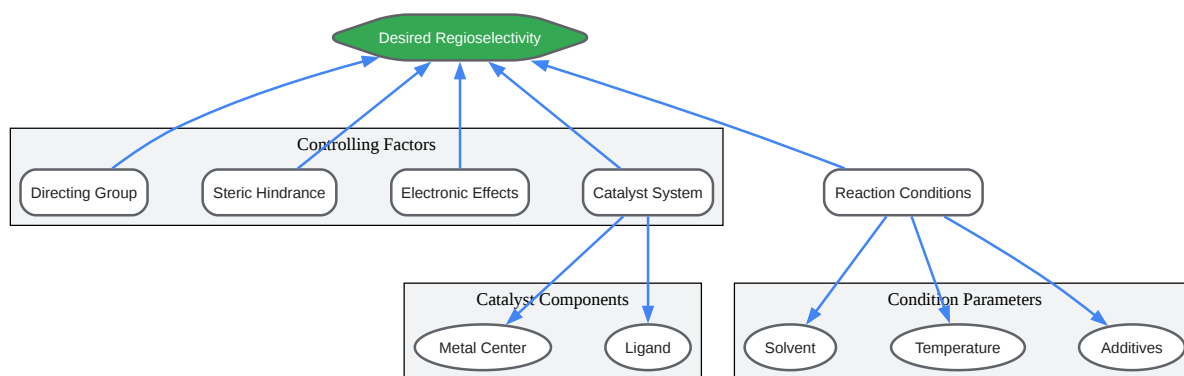 Desired Regioselectivity
Controlling Factors
Directing Group
Steric Hindrance
Electronic Effects
Catalyst System
Reaction Conditions
Catalyst Components
Condition Parameters
Metal Center
Ligand
Solvent
Temperature
Additives